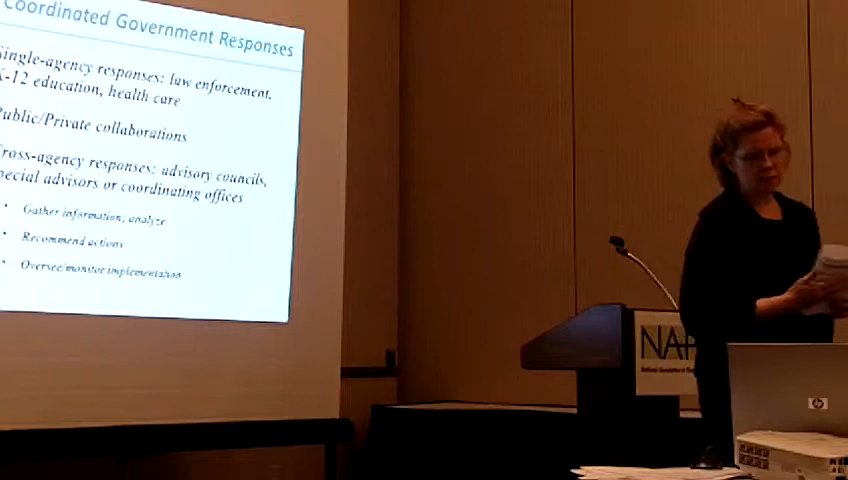 Coordinated Government Responses
Single-agency responses: law enforcement,
K-12 education, health care
Public/Private collaborations
Cross-agency responses: advisory councils,
special advisors or coordinating offices
• Gather information, analyze
• Recommend actions
• Oversee/monitor implementation
hp